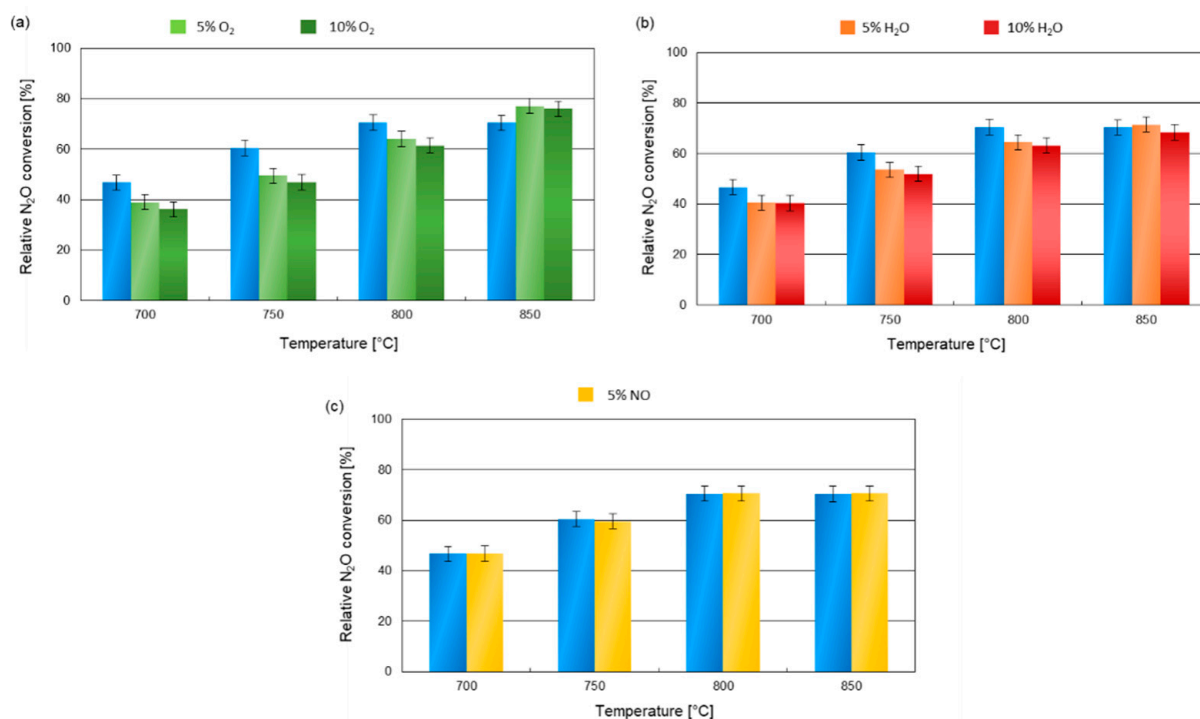 (a)
5% O₂ 10% O₂
100
80
60
40
20
0
Relative N₂O conversion [%]
700 750 800 850
Temperature [°C]
(b)
5% H₂O 10% H₂O
100
80
60
40
20
0
Relative N₂O conversion [%]
700 750 800 850
Temperature [°C]
(c)
5% NO
100
80
60
40
20
0
Relative N₂O conversion [%]
700 750 800 850
Temperature [°C]